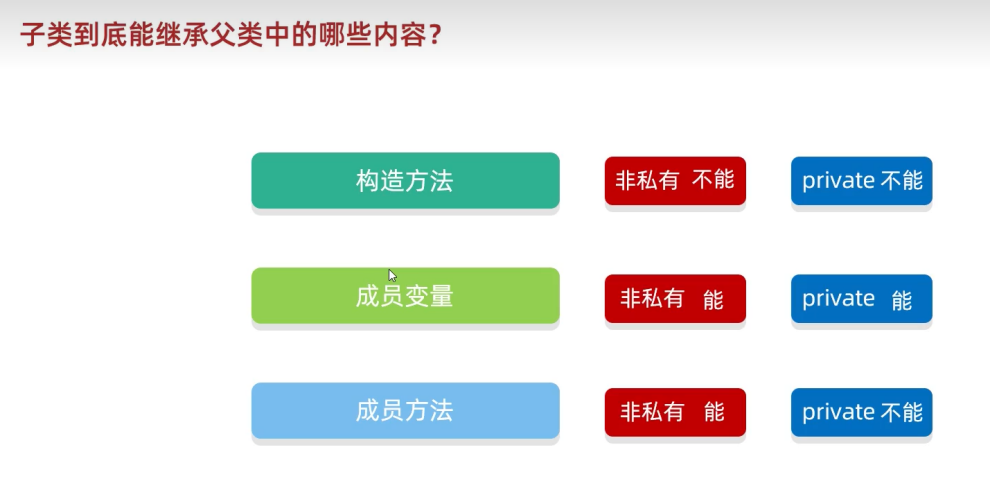 子类到底能继承父类中的哪些内容？
构造方法 非私有 不能 private 不能
成员变量 非私有 能 private 能
成员方法 非私有 能 private 不能